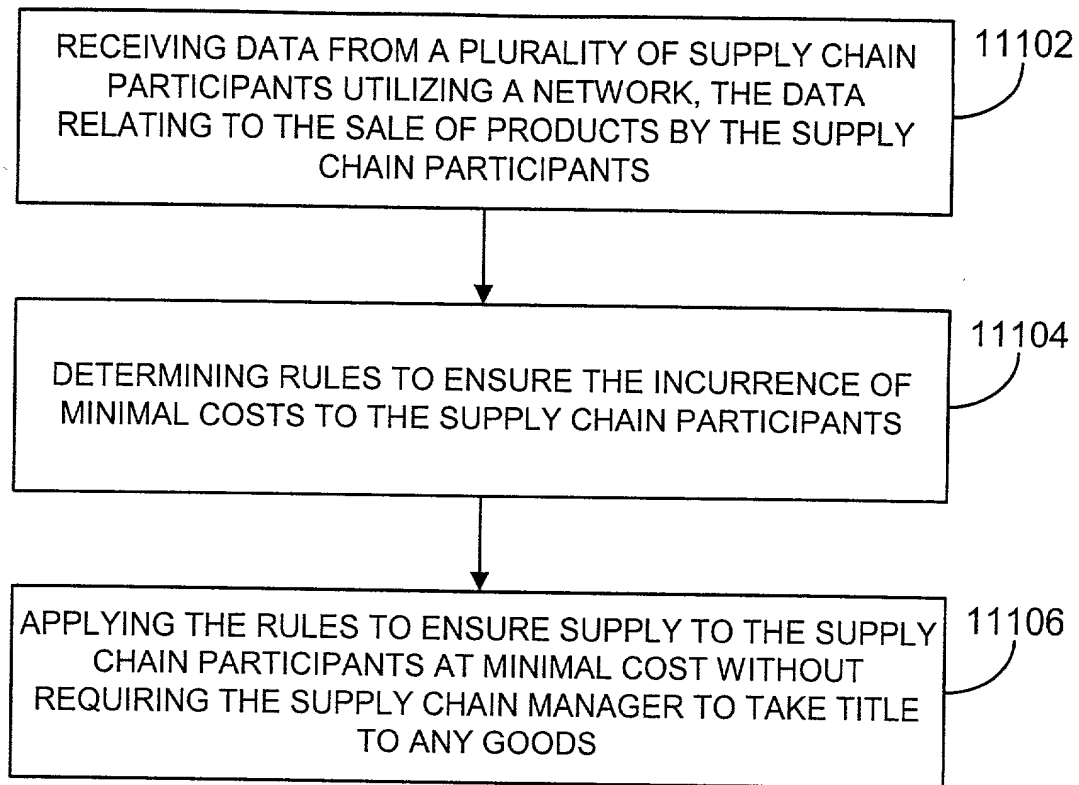 RECEIVING DATA FROM A PLURALITY OF SUPPLY CHAIN
PARTICIPANTS UTILIZING A NETWORK, THE DATA
RELATING TO THE SALE OF PRODUCTS BY THE SUPPLY
CHAIN PARTICIPANTS
11102
DETERMINING RULES TO ENSURE THE INCURRENCE OF
MINIMAL COSTS TO THE SUPPLY CHAIN PARTICIPANTS
11104
APPLYING THE RULES TO ENSURE SUPPLY TO THE SUPPLY
CHAIN PARTICIPANTS AT MINIMAL COST WITHOUT
REQUIRING THE SUPPLY CHAIN MANAGER TO TAKE TITLE
TO ANY GOODS
11106